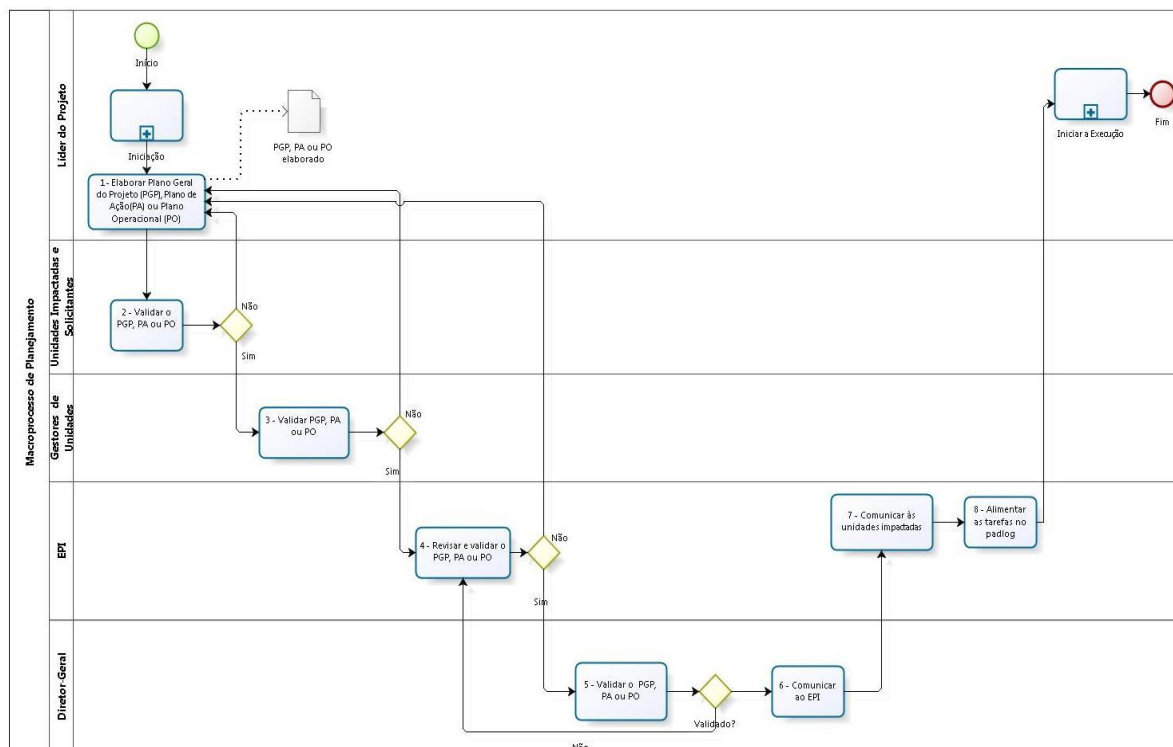 Macroprocesso de Planejamento
Líder do Projeto
Início
Iniciação
PGP, PA ou PO
elaborado
1- Elaborar Plano Geral
do Projeto (PGP), Plano de
Ação(PA) ou Plano
Operacional (PO)
Iniciar a Execução
Fim
Unidades Impactadas e
Solicitantes
2 - Validar o
PGP, PA ou PO
Não
Sim
Gestores de
Unidades
3 - Validar PGP, PA
ou PO
Não
Sim
EPI
4 - Revisar e validar o
PGP, PA ou PO
Não
Sim
7 - Comunicar às
unidades impactadas
8 - Alimentar
as tarefas no
padlog
Diretor-Geral
5 - Validar o PGP,
PA ou PO
Validado?
6 - Comunicar
ao EPI
Não